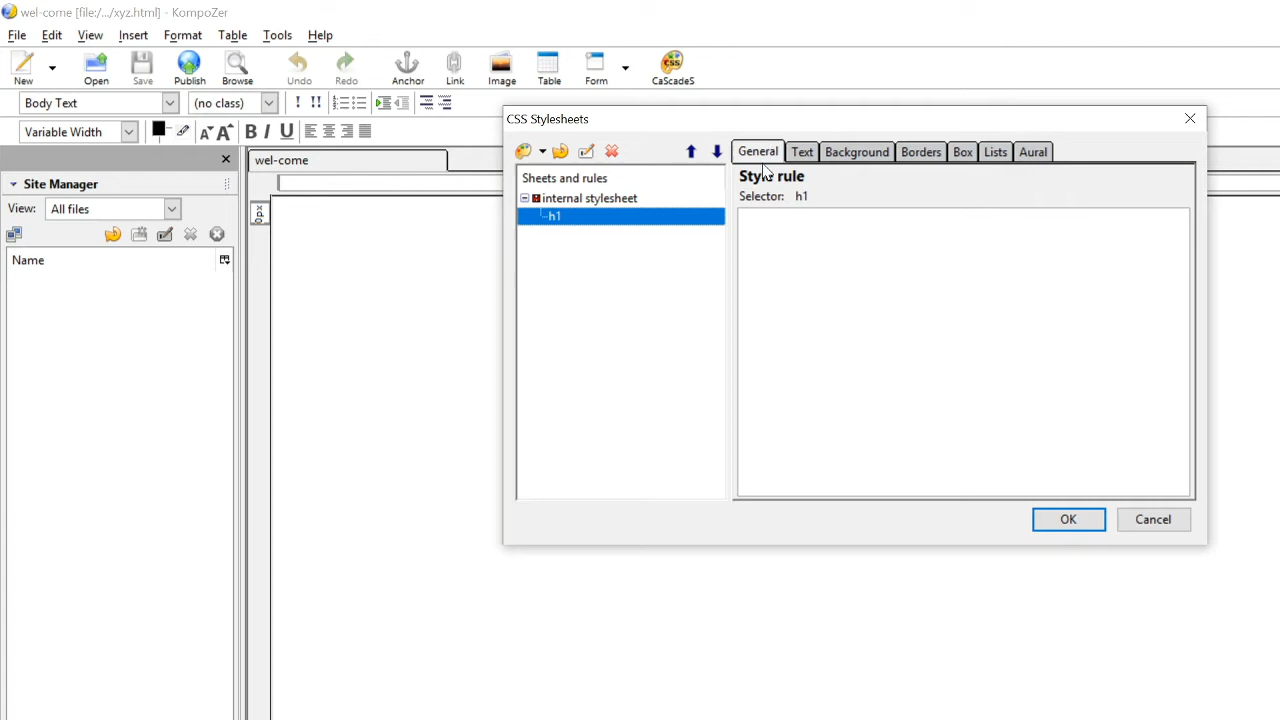 wel-come [file:/.../xyz.html] - KompoZer
File Edit View Insert Format Table Tools Help
New Open Save Publish Browse Undo Redo Anchor Link Image Table Form CaScadeS
Body Text (no class) ! !!
Variable Width A A B I U
wel-come
Site Manager
View: All files
Name
0px
CSS Stylesheets
General Text Background Borders Box Lists Aural
Sheets and rules
internal stylesheet
h1
Style rule
Selector: h1
OK Cancel